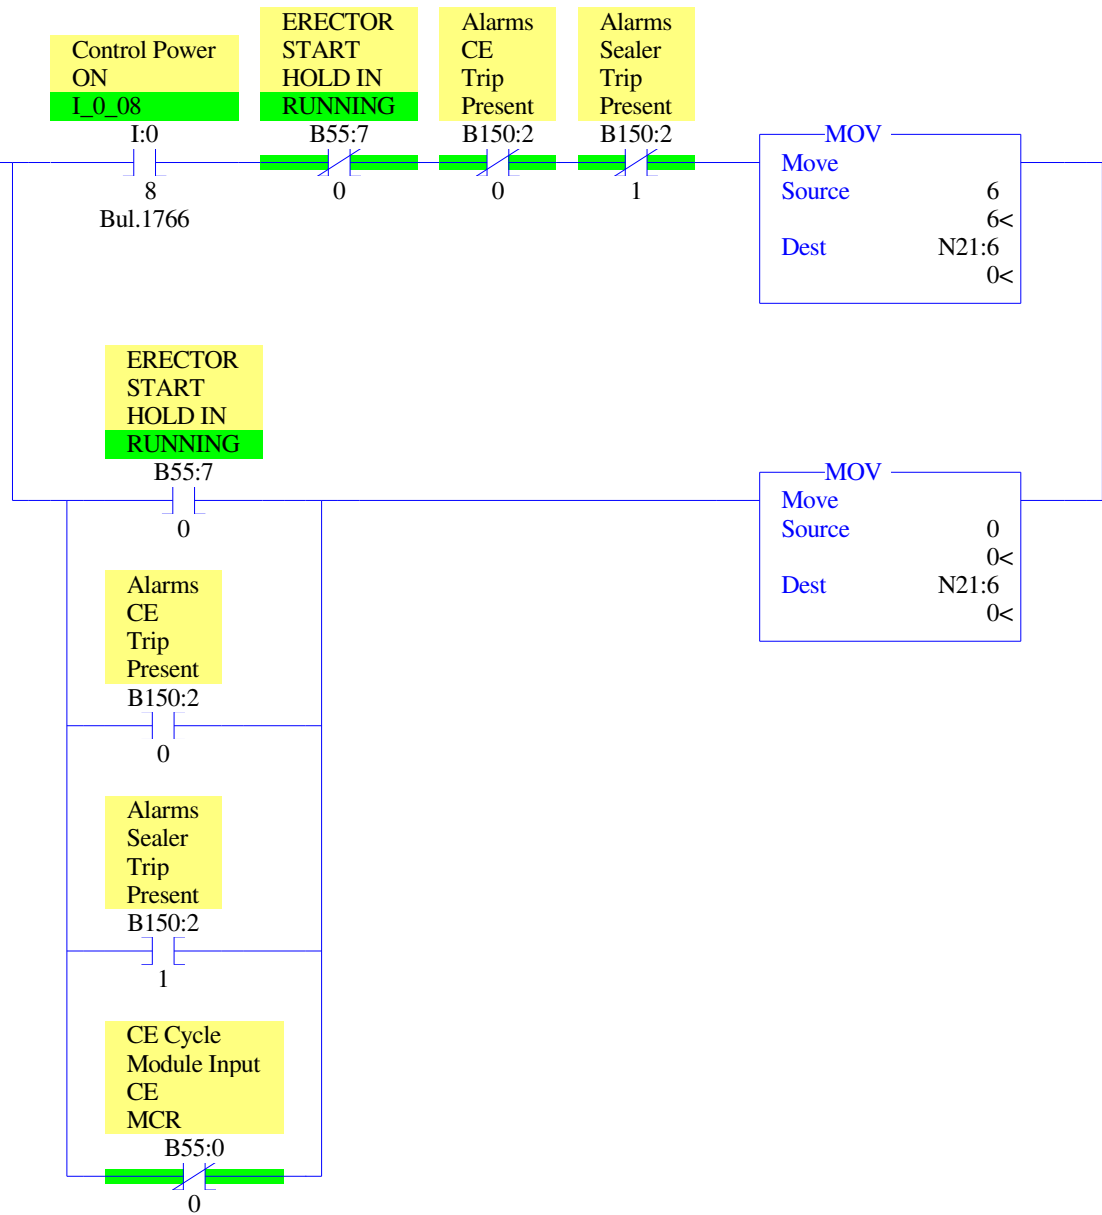 Control Power
ON
I_0_08
I:0
8
Bul.1766
ERECTOR
START
HOLD IN
RUNNING
B55:7
0
Alarms
CE
Trip
Present
B150:2
0
Alarms
Sealer
Trip
Present
B150:2
1
MOV
Move
Source 6
6<
Dest N21:6
0<
ERECTOR
START
HOLD IN
RUNNING
B55:7
0
MOV
Move
Source 0
0<
Dest N21:6
0<
Alarms
CE
Trip
Present
B150:2
0
Alarms
Sealer
Trip
Present
B150:2
1
CE Cycle
Module Input
CE
MCR
B55:0
0